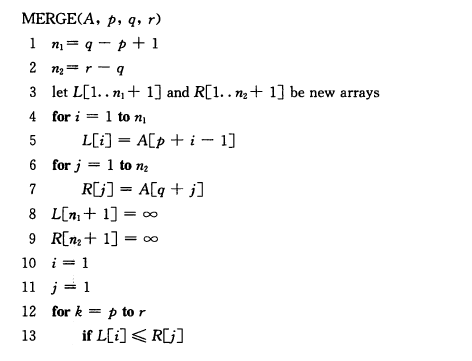 MERGE(A, p, q, r)
1 n₁ = q − p + 1
2 n₂ = r − q
3 let L[1..n₁ + 1] and R[1..n₂ + 1] be new arrays
4 for i = 1 to n₁
5 L[i] = A[p + i − 1]
6 for j = 1 to n₂
7 R[j] = A[q + j]
8 L[n₁ + 1] = ∞
9 R[n₂ + 1] = ∞
10 i = 1
11 j = 1
12 for k = p to r
13 if L[i] ⩽ R[j]